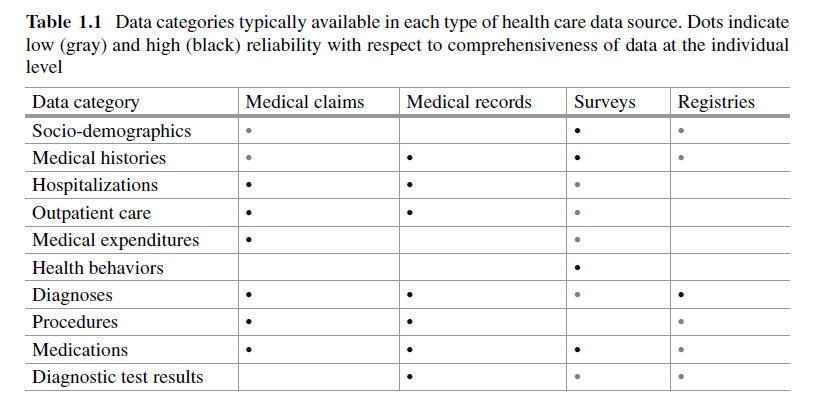 Table 1.1 Data categories typically available in each type of health care data source. Dots indicate
low (gray) and high (black) reliability with respect to comprehensiveness of data at the individual
level
Data category Medical claims Medical records Surveys Registries
Socio-demographics • • •
Medical histories • • • •
Hospitalizations • • •
Outpatient care • • •
Medical expenditures • •
Health behaviors •
Diagnoses • • • •
Procedures • • •
Medications • • • •
Diagnostic test results • • •